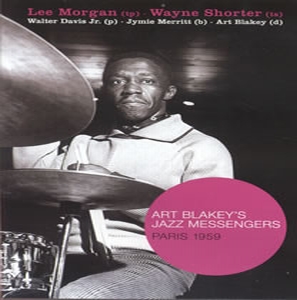 Lee Morgan (tp) - Wayne Shorter (ts)
Walter Davis Jr. (p) - Jymie Merritt (b) - Art Blakey (d)
ART BLAKEY'S
JAZZ MESSENGERS
PARIS 1959